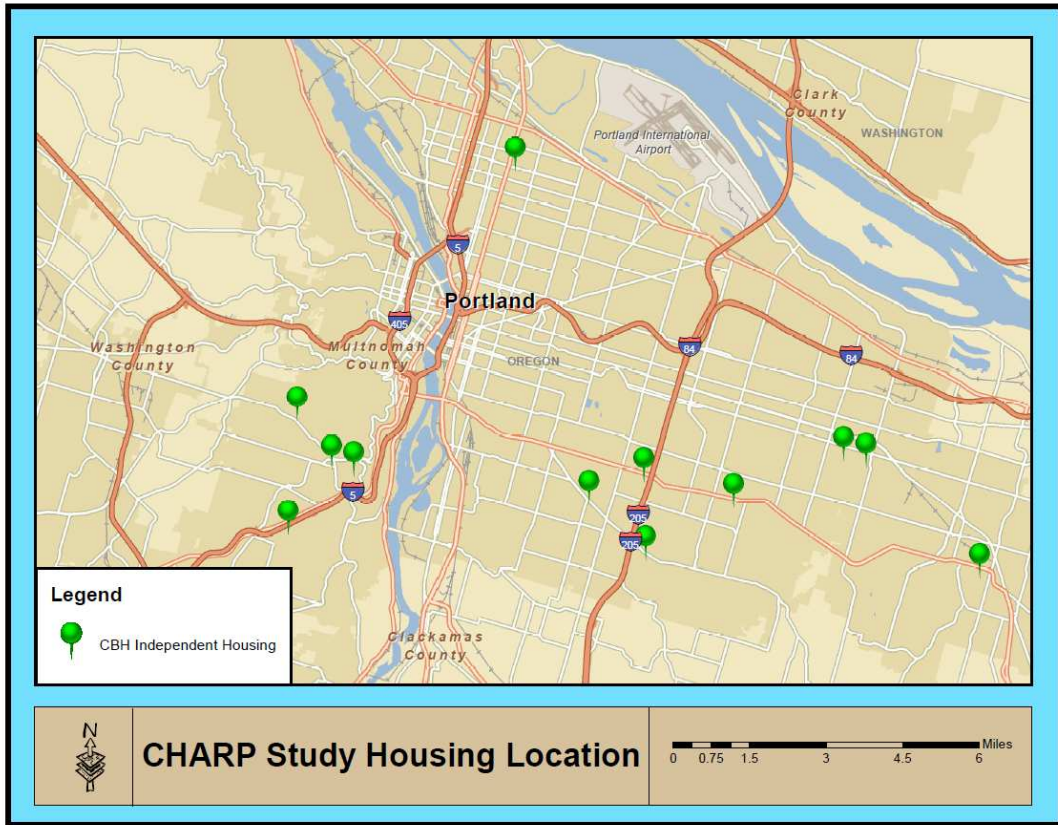 Clark
County
WASHINGTON
Portland International
Airport
5
Portland
405
Washington
County
Multnomah
County
OREGON
84
84
5
205
205
Clackamas
County
Legend
CBH Independent Housing
N
CHARP Study Housing Location
Miles
0 0.75 1.5 3 4.5 6